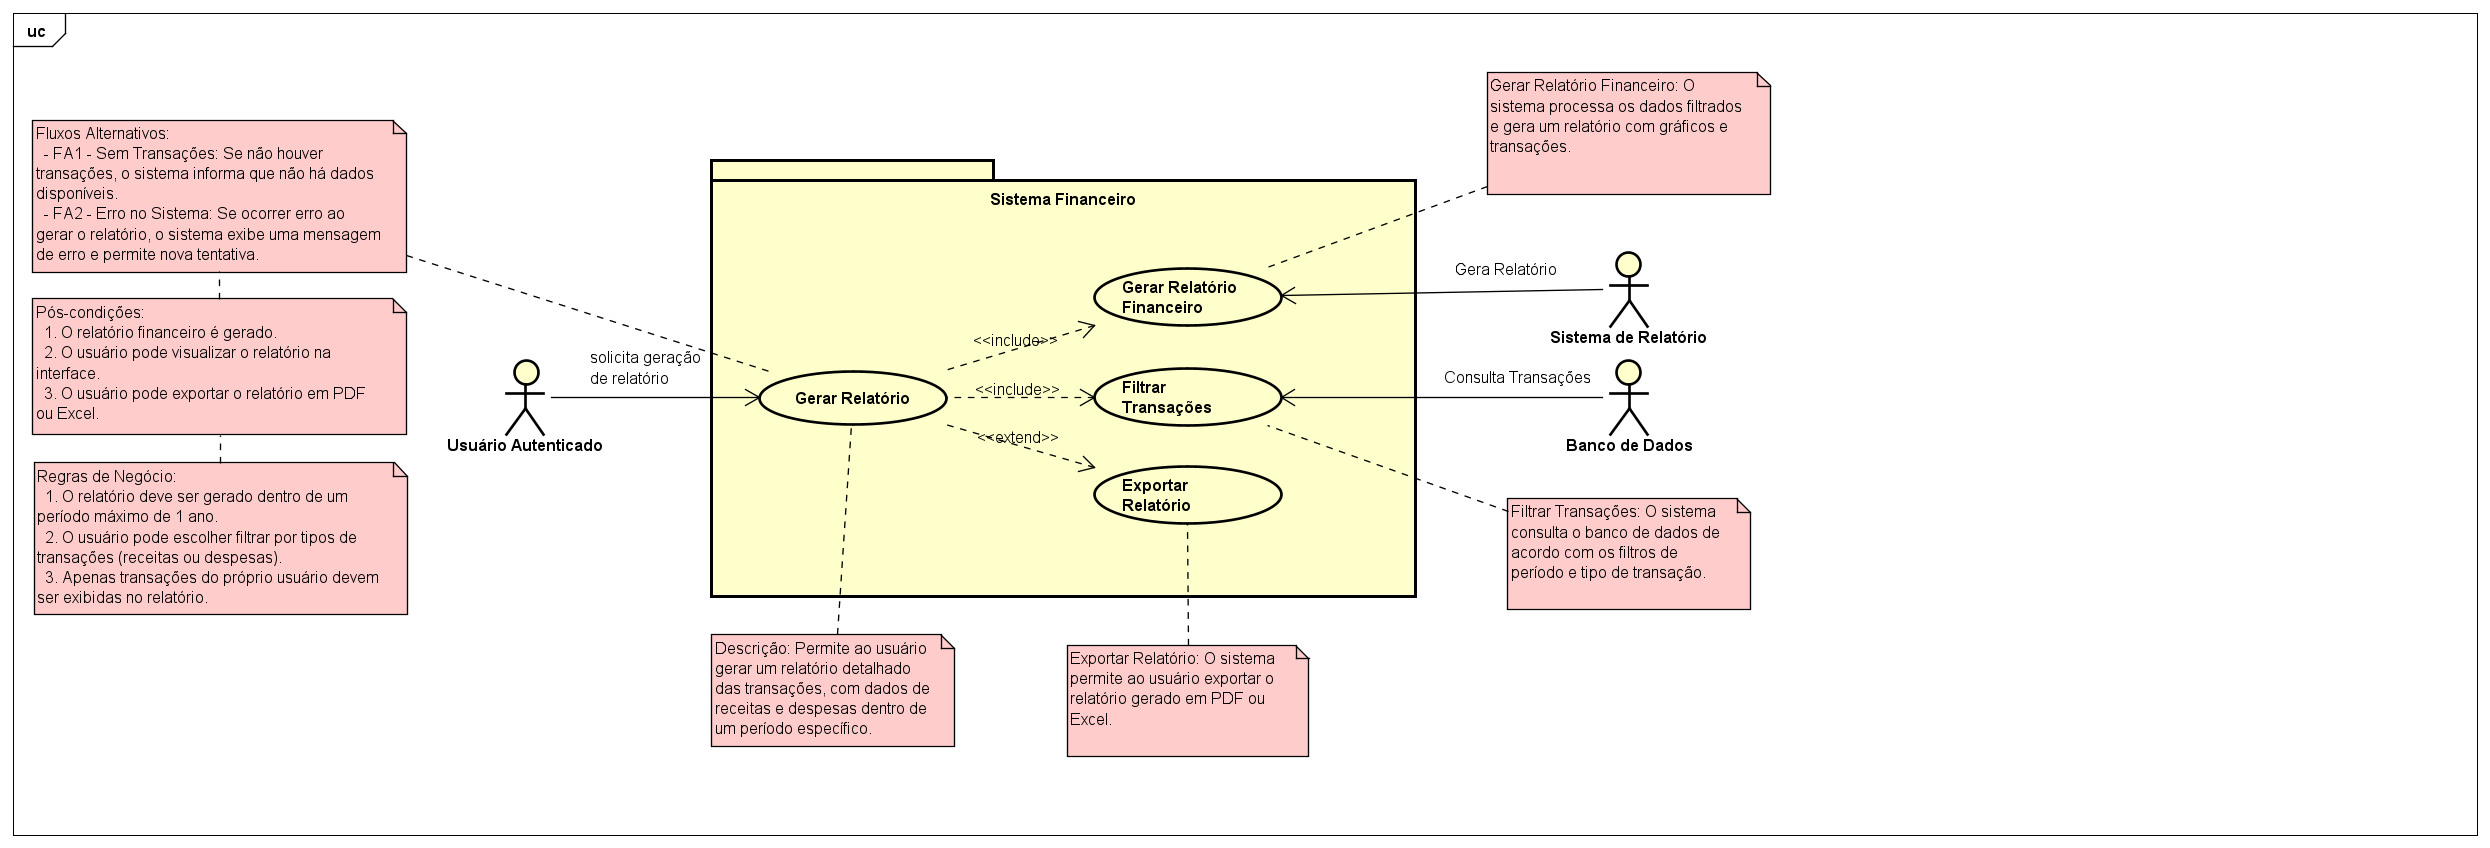 uc
Gerar Relatório Financeiro: O
sistema processa os dados filtrados
e gera um relatório com gráficos e
transações.
Fluxos Alternativos:
- FA1 - Sem Transações: Se não houver
transações, o sistema informa que não há dados
disponíveis.
- FA2 - Erro no Sistema: Se ocorrer erro ao
gerar o relatório, o sistema exibe uma mensagem
de erro e permite nova tentativa.
Pós-condições:
1. O relatório financeiro é gerado.
2. O usuário pode visualizar o relatório na
interface.
3. O usuário pode exportar o relatório em PDF
ou Excel.
Regras de Negócio:
1. O relatório deve ser gerado dentro de um
período máximo de 1 ano.
2. O usuário pode escolher filtrar por tipos de
transações (receitas ou despesas).
3. Apenas transações do próprio usuário devem
ser exibidas no relatório.
Usuário Autenticado
solicita geração
de relatório
Sistema Financeiro
Gerar Relatório
<<include>>
<<include>>
<<extend>>
Gerar Relatório
Financeiro
Filtrar
Transações
Exportar
Relatório
Gera Relatório
Sistema de Relatório
Consulta Transações
Banco de Dados
Filtrar Transações: O sistema
consulta o banco de dados de
acordo com os filtros de
período e tipo de transação.
Descrição: Permite ao usuário
gerar um relatório detalhado
das transações, com dados de
receitas e despesas dentro de
um período específico.
Exportar Relatório: O sistema
permite ao usuário exportar o
relatório gerado em PDF ou
Excel.